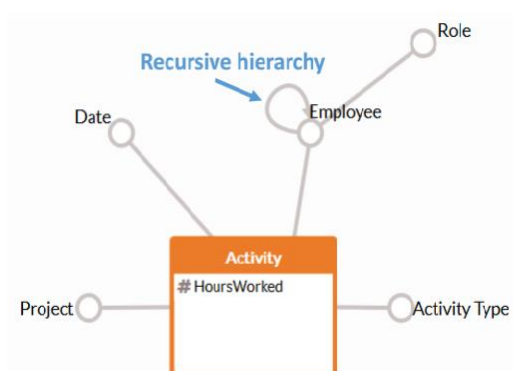 Role
Recursive hierarchy
Employee
Date
Activity
# HoursWorked
Project
Activity Type